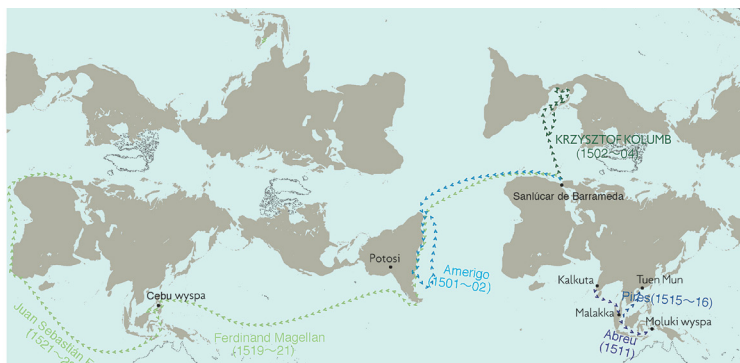 KRZYSZTOF KOLUMB
(1502～04)
Sanlúcar de Barrameda
Potosi
Amerigo
(1501～02)
Kalkuta
Tuen Mun
Pires(1515～16)
Cebu wyspa
Malakka
Moluki wyspa
Abreu
(1511)
Ferdinand Magellan
(1519～21)
Juan Sebastián